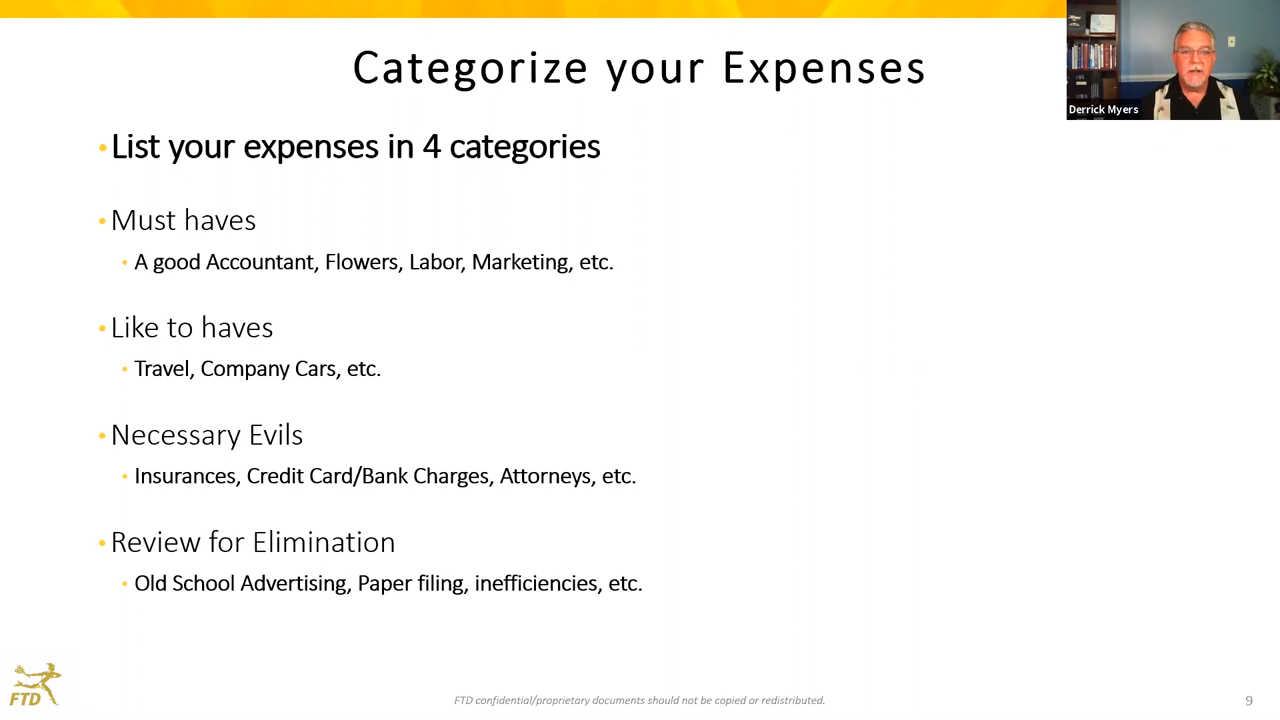 Categorize your Expenses
Derrick Myers
•List your expenses in 4 categories
•Must haves
•A good Accountant, Flowers, Labor, Marketing, etc.
•Like to haves
•Travel, Company Cars, etc.
•Necessary Evils
•Insurances, Credit Card/Bank Charges, Attorneys, etc.
•Review for Elimination
•Old School Advertising, Paper filing, inefficiencies, etc.
FTD
FTD confidential/proprietary documents should not be copied or redistributed.
9